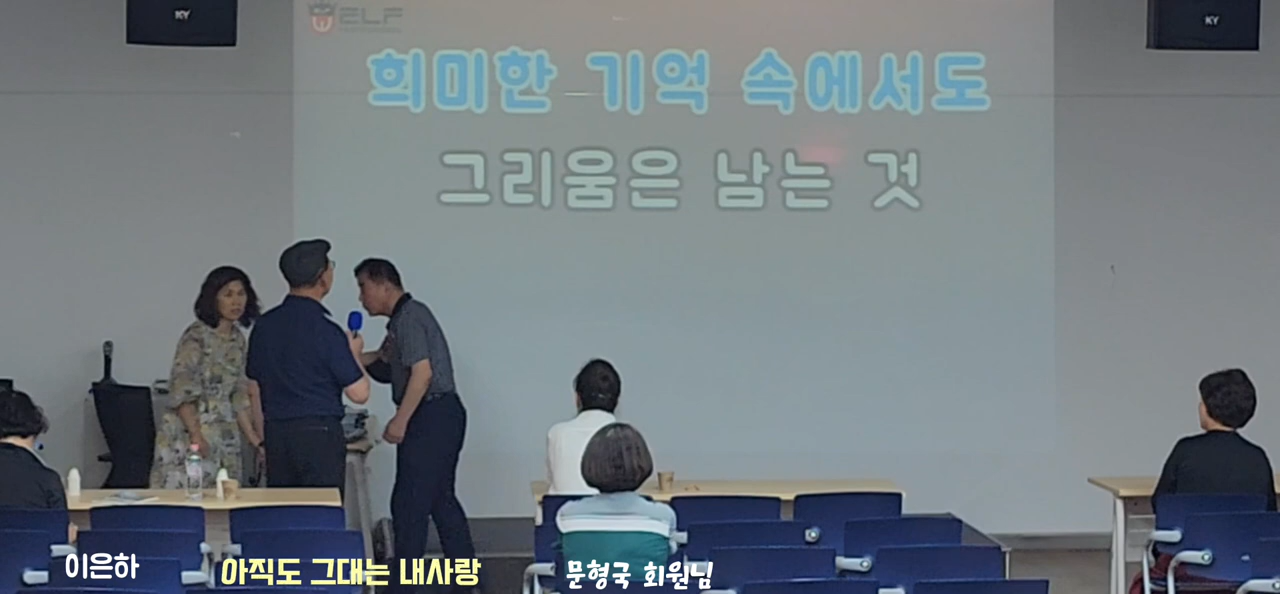 KY
KY
ELF
희미한 기억 속에서도
그리움은 남는 것
이은하
아직도 그대는 내사랑
문형국 회원님